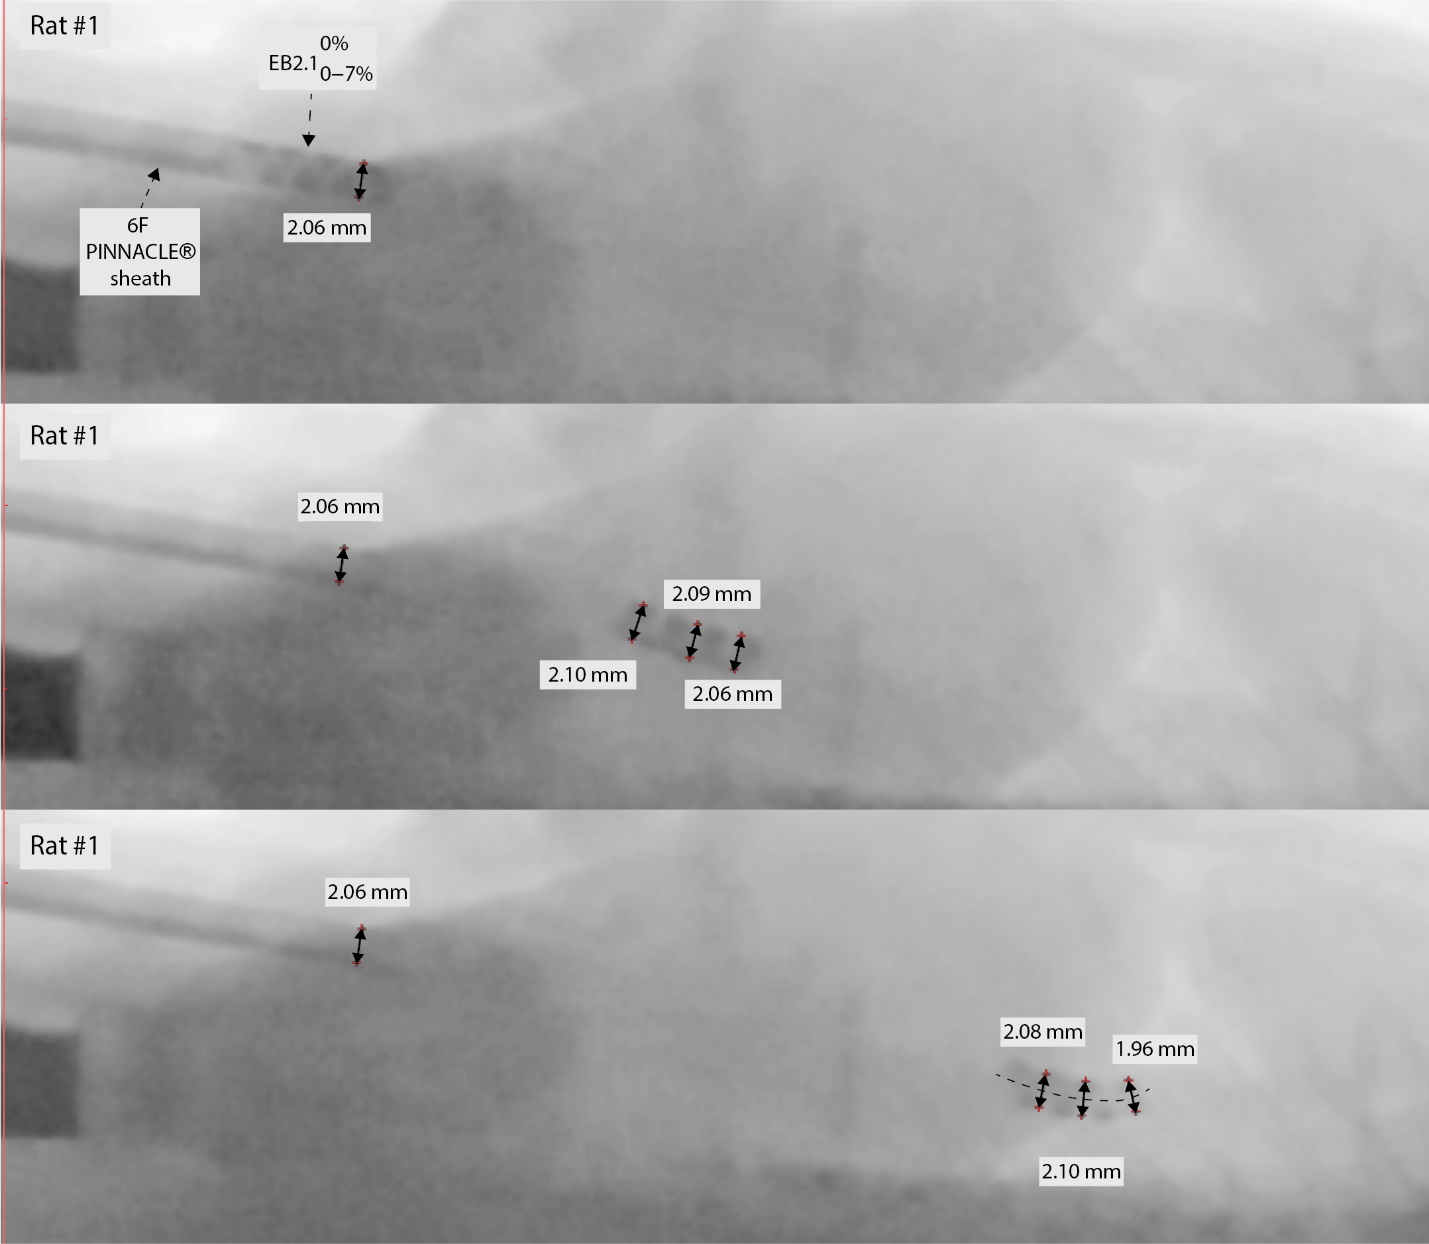 Rat #1
0%
EB2.1
0–7%
6F
PINNACLE®
sheath
2.06 mm
Rat #1
2.06 mm
2.09 mm
2.10 mm
2.06 mm
Rat #1
2.06 mm
2.08 mm
1.96 mm
2.10 mm